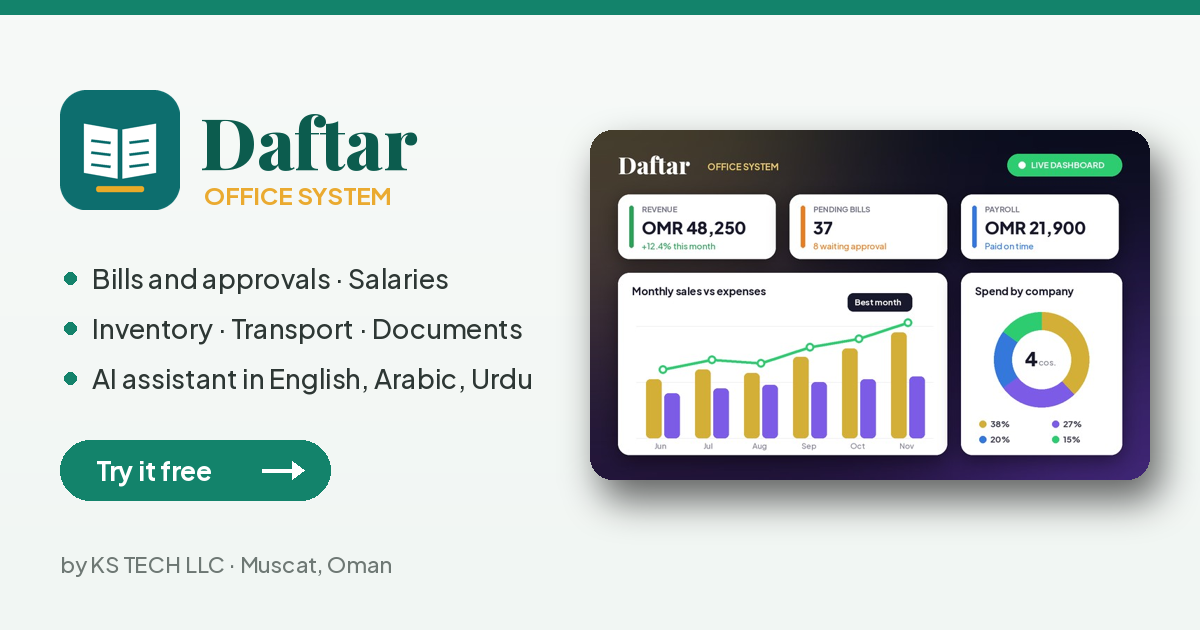 Daftar
OFFICE SYSTEM
Bills and approvals · Salaries
Inventory · Transport · Documents
AI assistant in English, Arabic, Urdu
Try it free
by KS TECH LLC · Muscat, Oman
Daftar OFFICE SYSTEM
LIVE DASHBOARD
REVENUE
OMR 48,250
+12.4% this month
PENDING BILLS
37
8 waiting approval
PAYROLL
OMR 21,900
Paid on time
Monthly sales vs expenses
Best month
Jun Jul Aug Sep Oct Nov
Spend by company
4 cos.
38% 27%
20% 15%